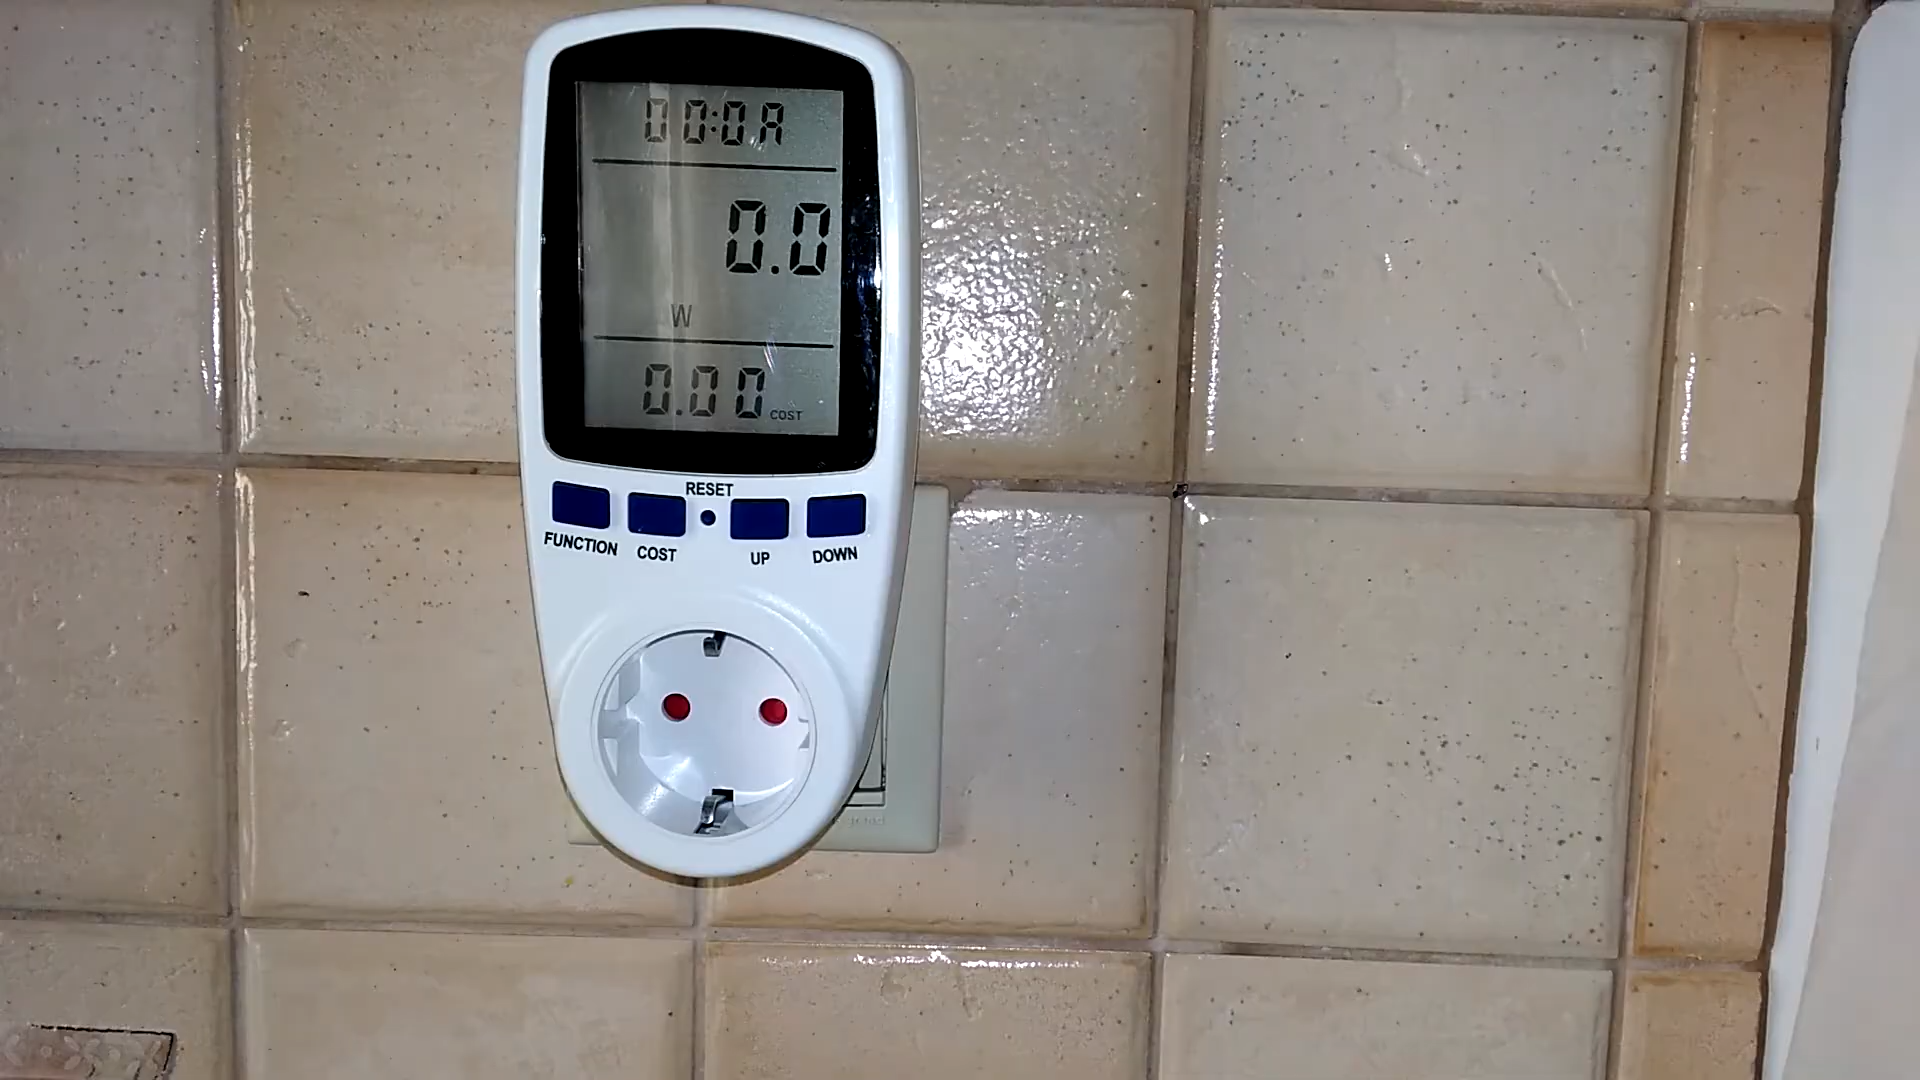 00:0A
0.0
W
0.00 COST
RESET
FUNCTION COST UP DOWN